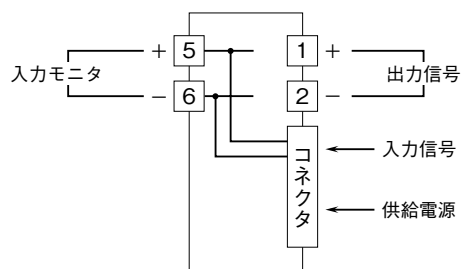 + 5 1 +
入力モニタ 出力信号
− 6 2 −
コネクタ
入力信号
供給電源